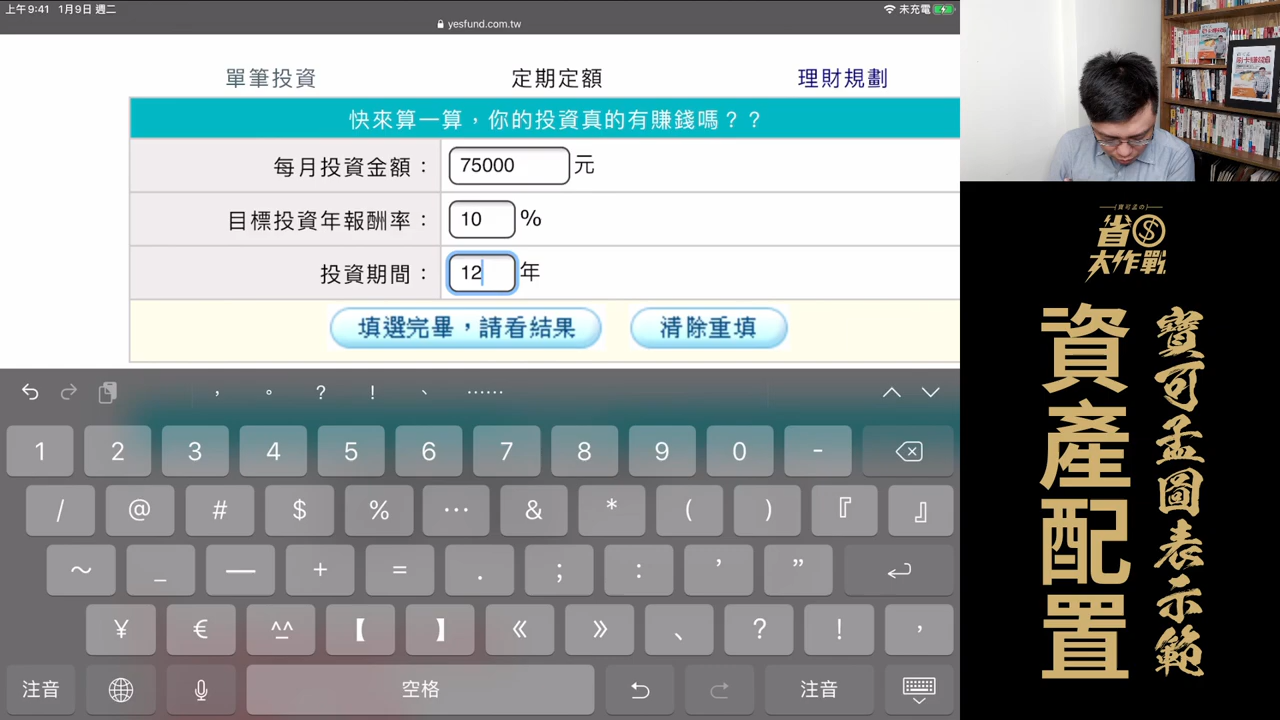 上午9:41 1月9日 週二
未充電
yesfund.com.tw
單筆投資 定期定額 理財規劃
快來算一算，你的投資真的有賺錢嗎？？
每月投資金額： 75000 元
目標投資年報酬率： 10 %
投資期間： 12 年
填選完畢，請看結果 清除重填
， 。 ? ! 、 ……
1 2 3 4 5 6 7 8 9 0 -
/ @ # $ % … & * ( ) 『 』
～ _ — + = . ; : ’ ”
¥ € ^^ 【 】 《 》 、 ? ! ，
注音 空格 注音
寶可孟の
省$大作戰
寶可孟圖表示範
資產配置